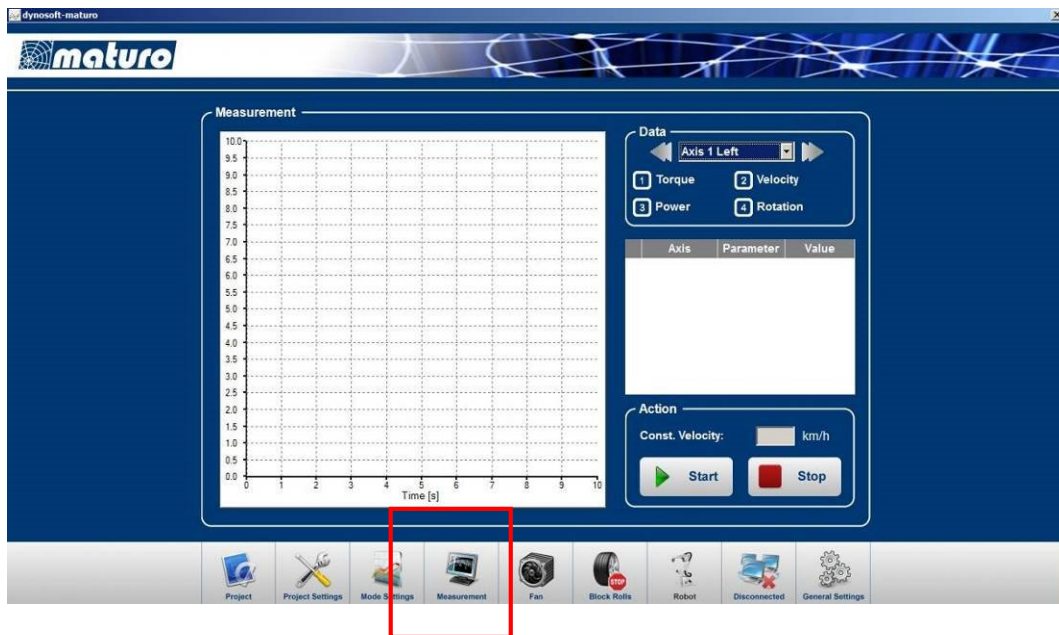 dynosoft-maturo
maturo
Measurement
10.0
9.5
9.0
8.5
8.0
7.5
7.0
6.5
6.0
5.5
5.0
4.5
4.0
3.5
3.0
2.5
2.0
1.5
1.0
0.5
0.0
0 1 2 3 4 5 6 7 8 9 10
Time [s]
Data
Axis 1 Left
1 Torque 2 Velocity
3 Power 4 Rotation
Axis Parameter Value
Action
Const. Velocity: km/h
Start Stop
Project Project Settings Mode Settings Measurement Fan Block Rolls Robot Disconnected General Settings
STOP